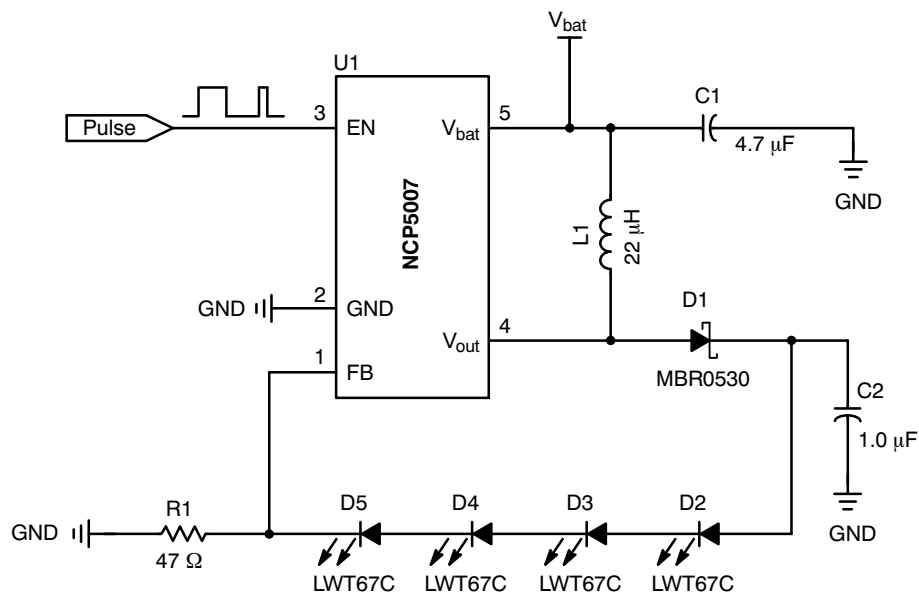 Vbat
U1
C1
Pulse
3
EN
Vbat
5
4.7 μF
GND
NCP5007
L1
22 μH
GND
2
GND
D1
1
FB
Vout
4
MBR0530
C2
1.0 μF
GND
R1
GND
47 Ω
D5
D4
D3
D2
LWT67C
LWT67C
LWT67C
LWT67C